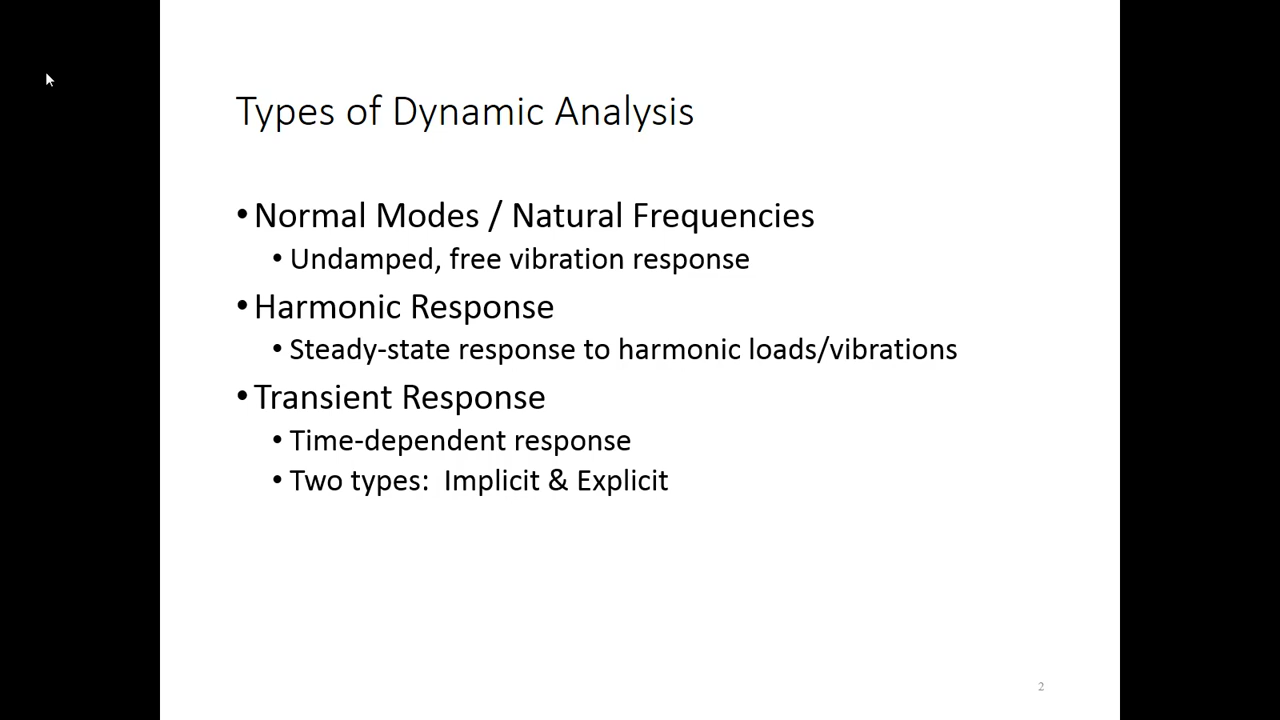 Types of Dynamic Analysis
• Normal Modes / Natural Frequencies
• Undamped, free vibration response
• Harmonic Response
• Steady-state response to harmonic loads/vibrations
• Transient Response
• Time-dependent response
• Two types:  Implicit & Explicit
2